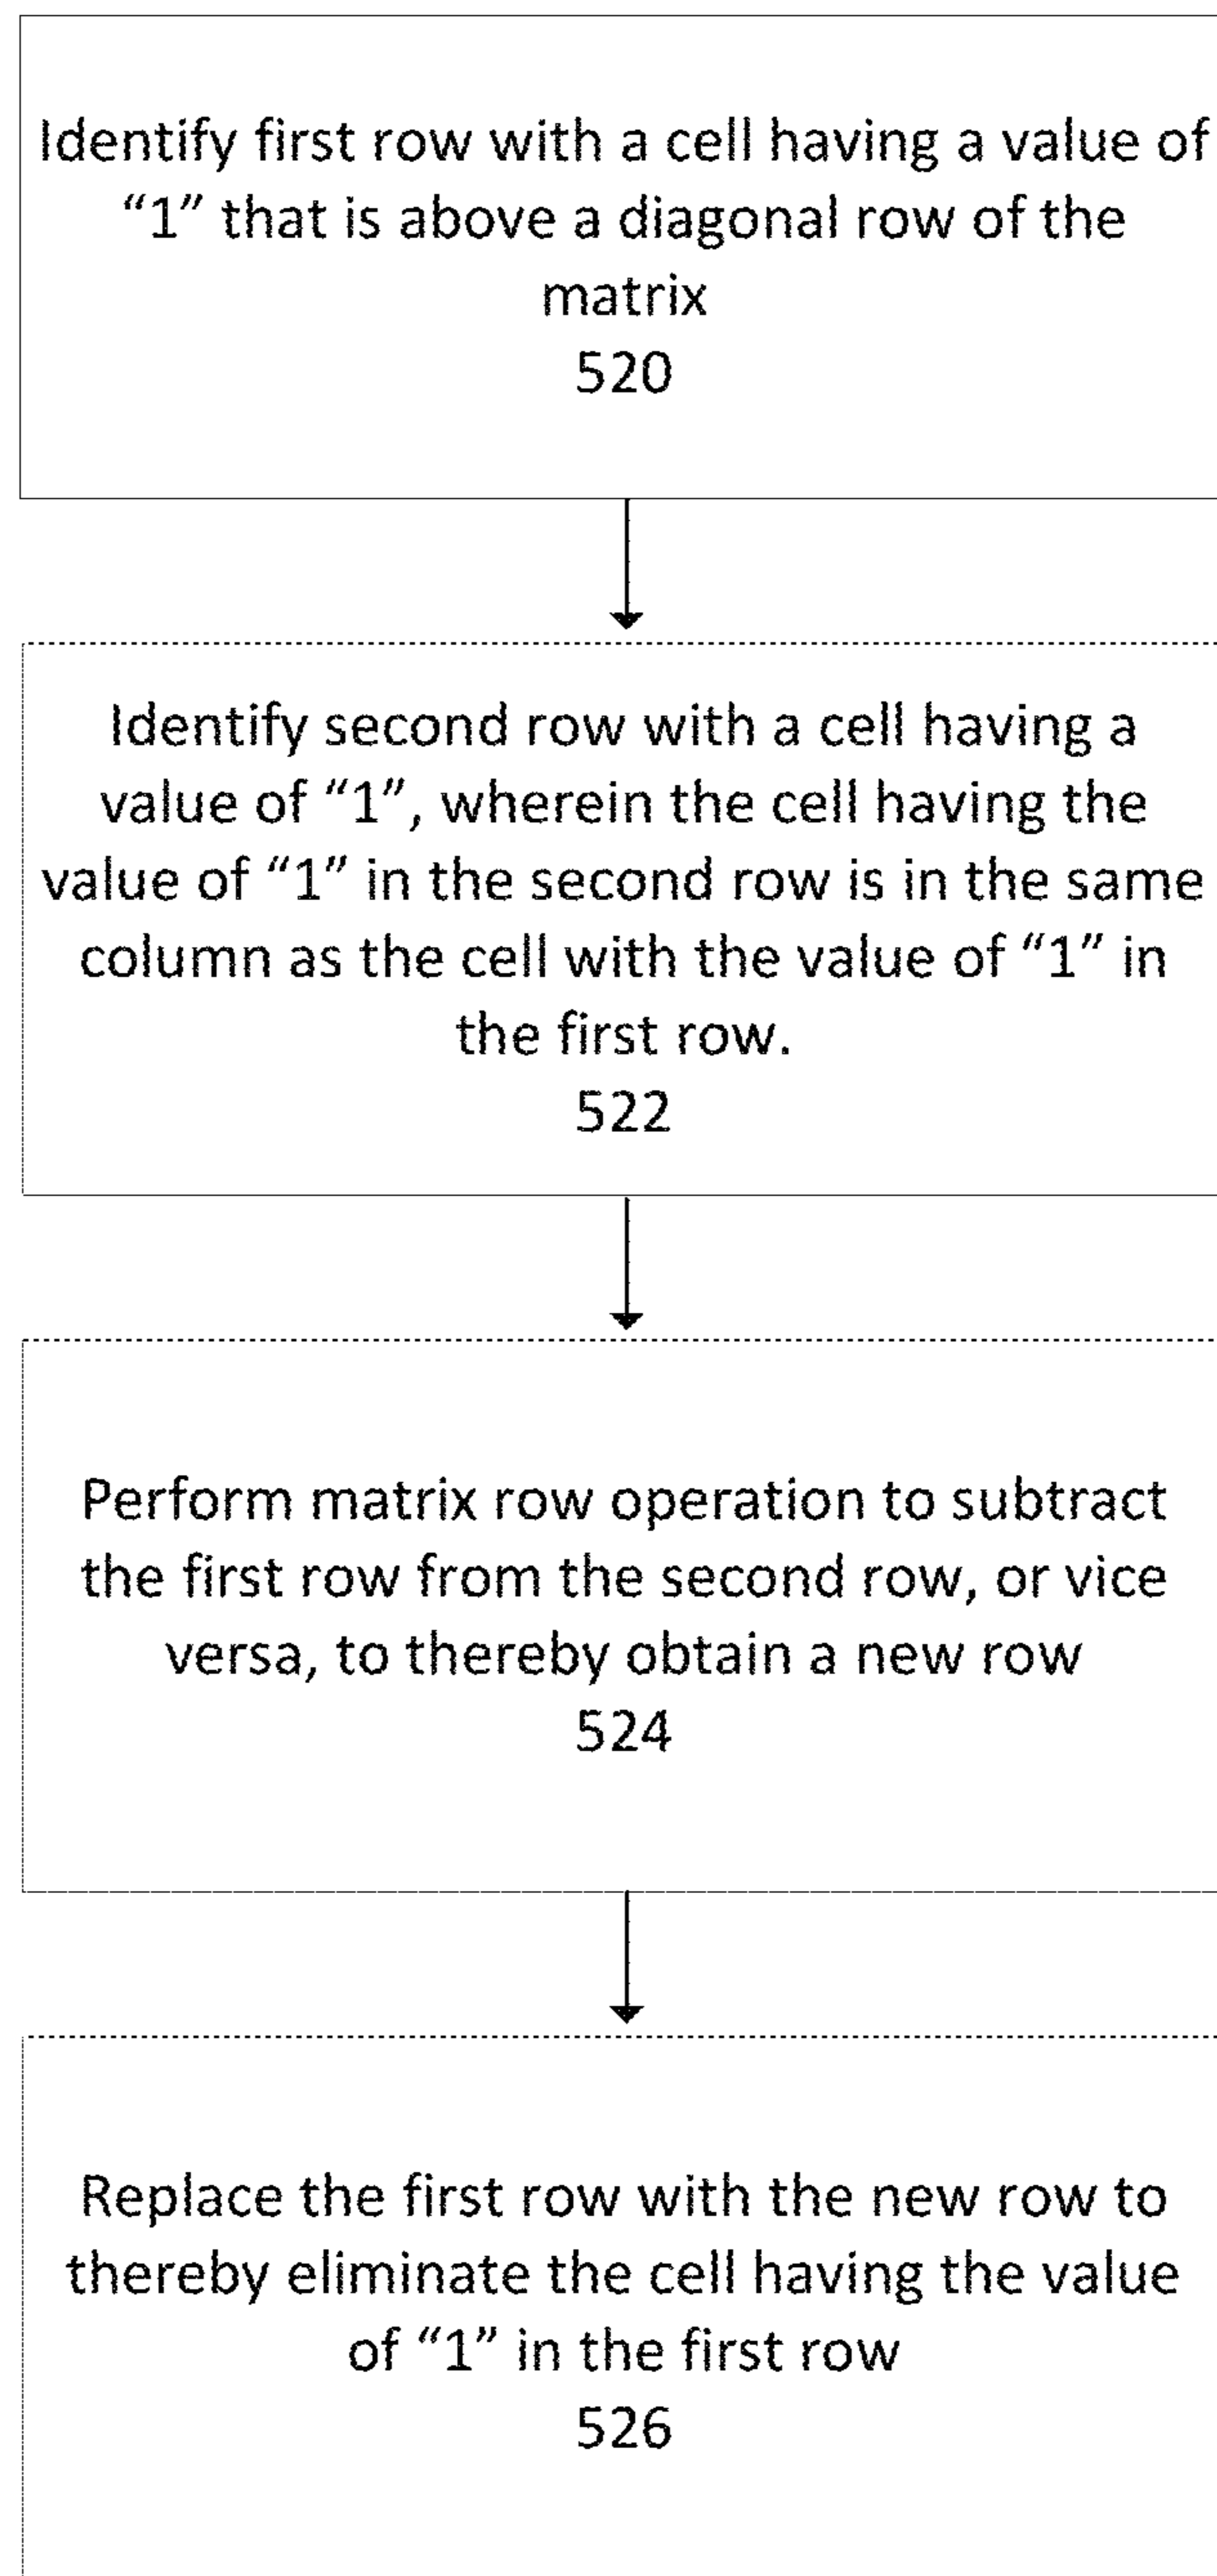 Identify first row with a cell having a value of
“1” that is above a diagonal row of the
matrix
520
Identify second row with a cell having a
value of “1”, wherein the cell having the
value of “1” in the second row is in the same
column as the cell with the value of “1” in
the first row.
522
Perform matrix row operation to subtract
the first row from the second row, or vice
versa, to thereby obtain a new row
524
Replace the first row with the new row to
thereby eliminate the cell having the value
of “1” in the first row
526